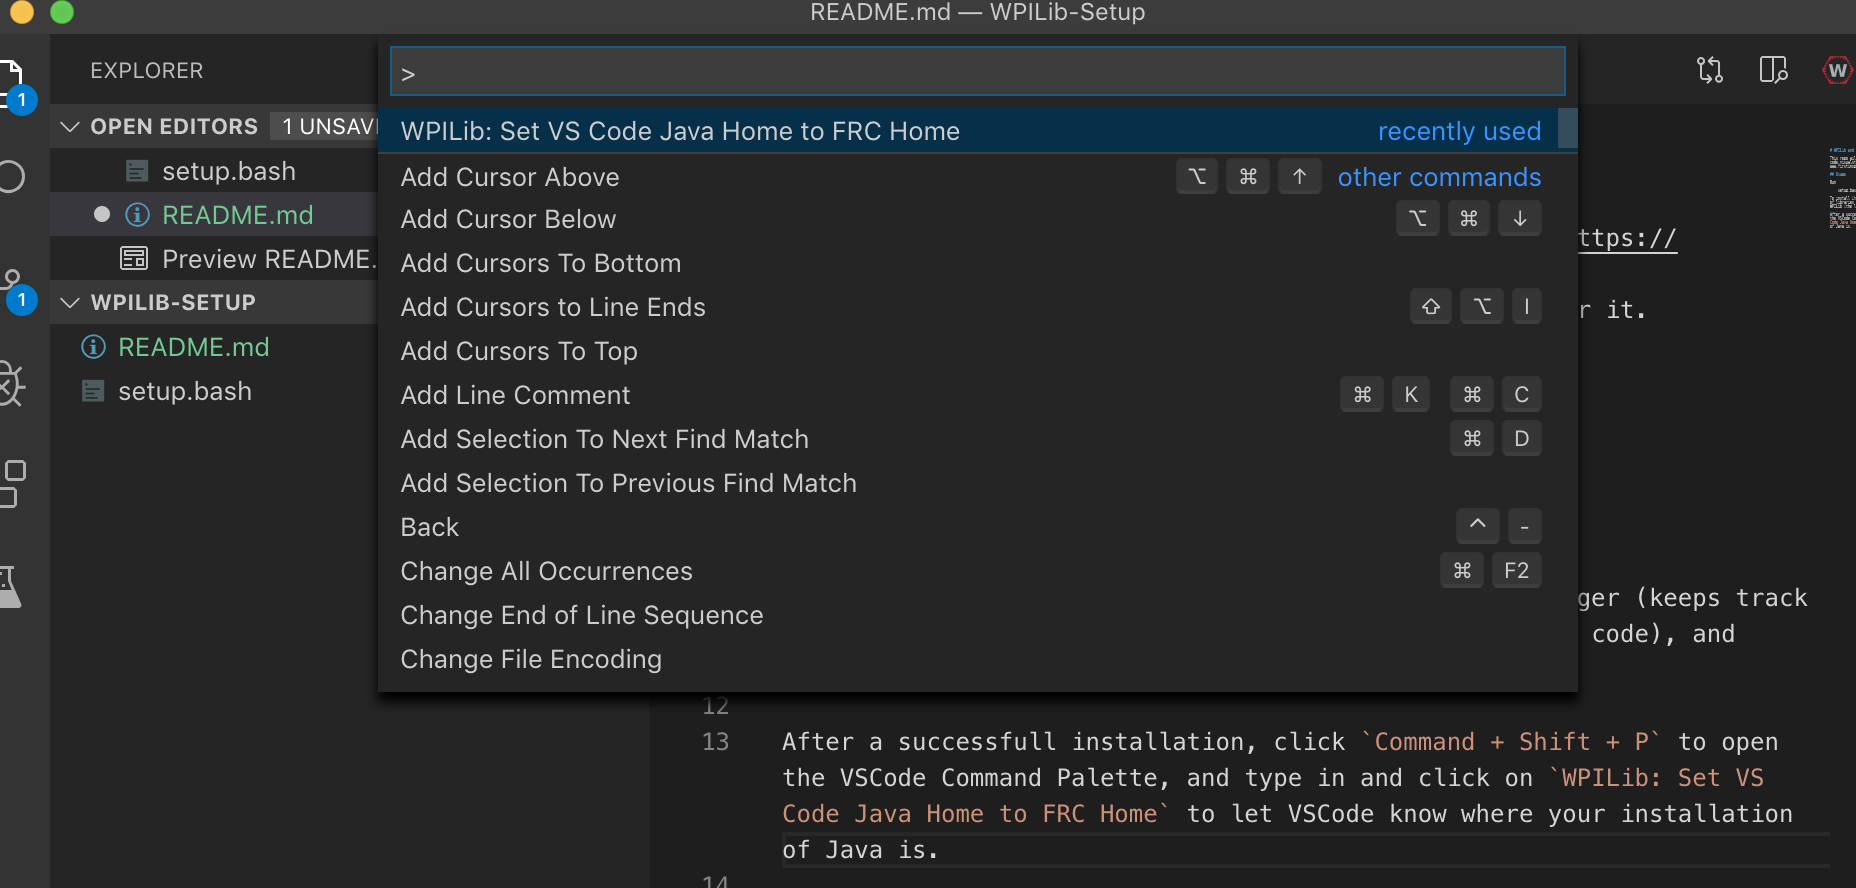 README.md — WPILib-Setup
EXPLORER
1
OPEN EDITORS
1 UNSAV
setup.bash
README.md
Preview README.
1
WPILIB-SETUP
README.md
setup.bash
>
WPILib: Set VS Code Java Home to FRC Home recently used
Add Cursor Above ⌥ ⌘ ↑ other commands
Add Cursor Below ⌥ ⌘ ↓
Add Cursors To Bottom
Add Cursors to Line Ends ⇧ ⌥ I
Add Cursors To Top
Add Line Comment ⌘ K ⌘ C
Add Selection To Next Find Match ⌘ D
Add Selection To Previous Find Match
Back ^ -
Change All Occurrences ⌘ F2
Change End of Line Sequence
Change File Encoding
W
ttps://
r it.
ger (keeps track
code), and
12
13 After a successfull installation, click `Command + Shift + P` to open
the VSCode Command Palette, and type in and click on `WPILib: Set VS
Code Java Home to FRC Home` to let VSCode know where your installation
of Java is.
14